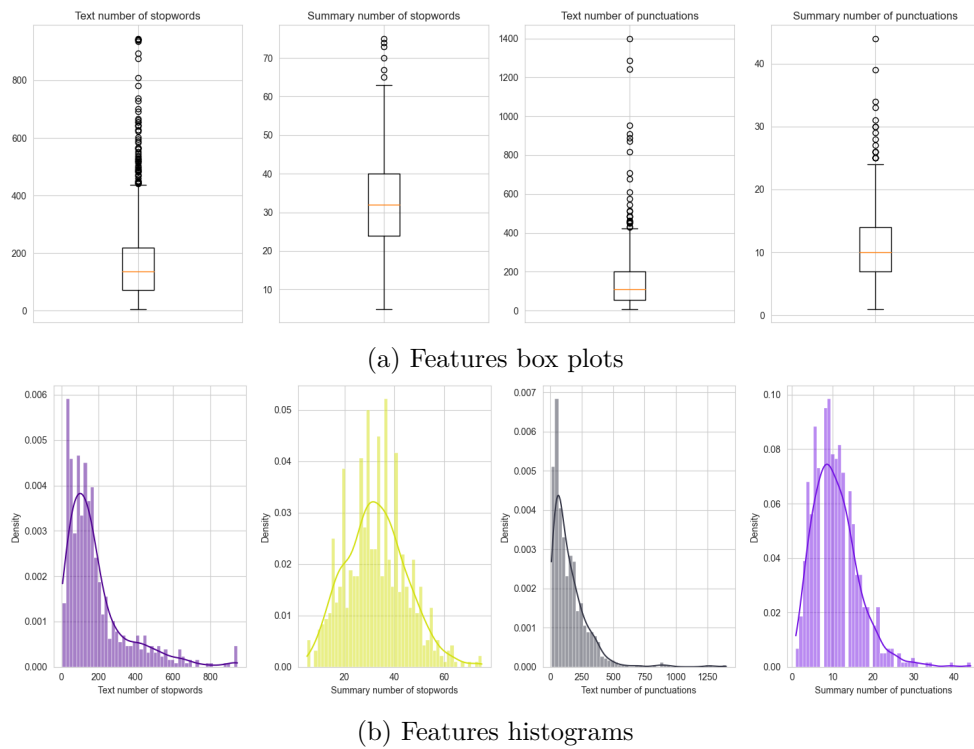 Text number of stopwords
Summary number of stopwords
Text number of punctuations
Summary number of punctuations
800
600
400
200
0
70
60
50
40
30
20
10
1400
1200
1000
800
600
400
200
0
40
30
20
10
0
(a) Features box plots
0.006
0.005
0.004
0.003
0.002
0.001
0.000
Density
0 200 400 600 800
Text number of stopwords
0.05
0.04
0.03
0.02
0.01
0.00
Density
20 40 60
Summary number of stopwords
0.007
0.006
0.005
0.004
0.003
0.002
0.001
0.000
Density
0 250 500 750 1000 1250
Text number of punctuations
0.10
0.08
0.06
0.04
0.02
0.00
Density
0 10 20 30 40
Summary number of punctuations
(b) Features histograms